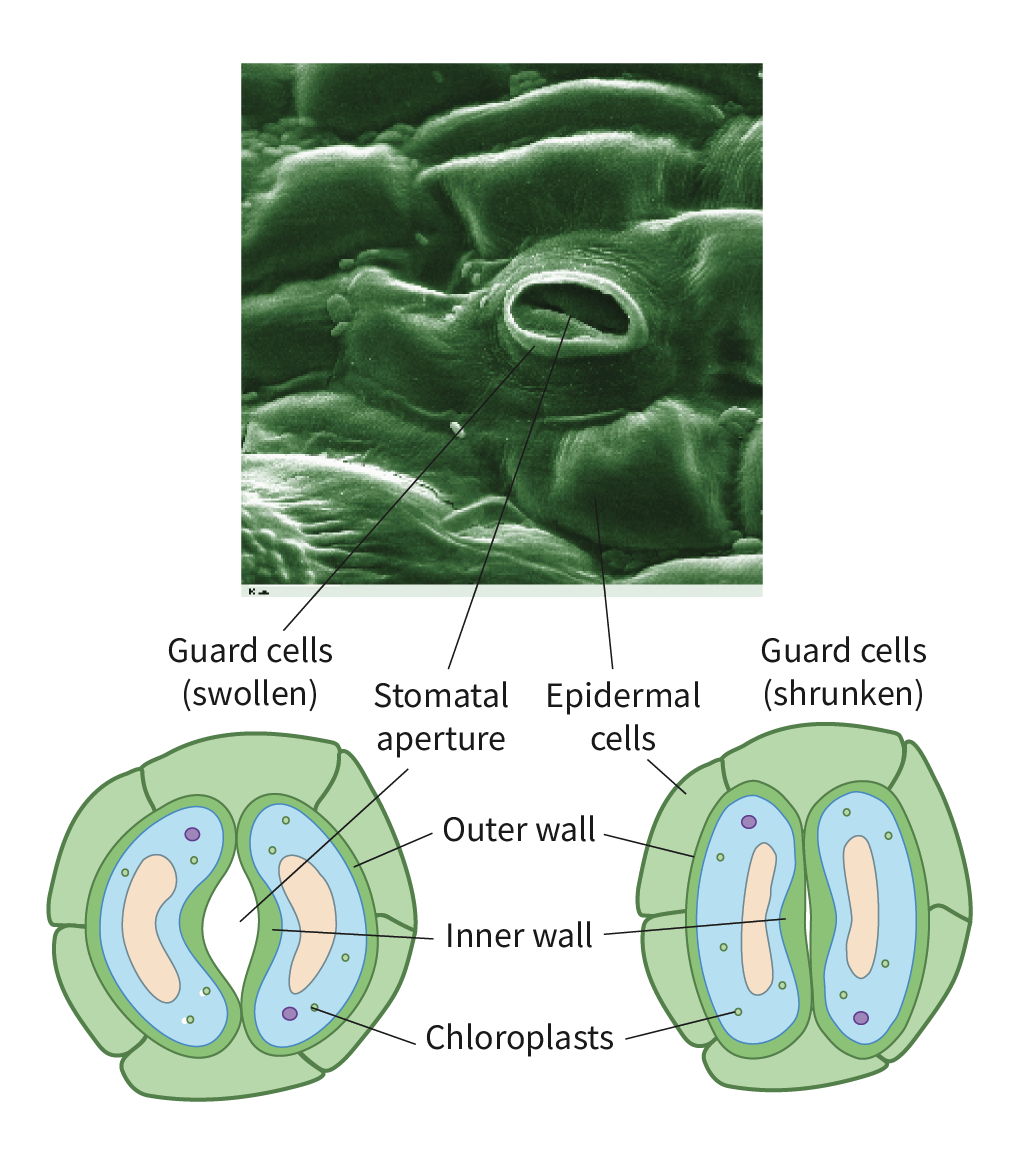 Guard cells
(swollen)
Stomatal
aperture
Epidermal
cells
Guard cells
(shrunken)
Outer wall
Inner wall
Chloroplasts